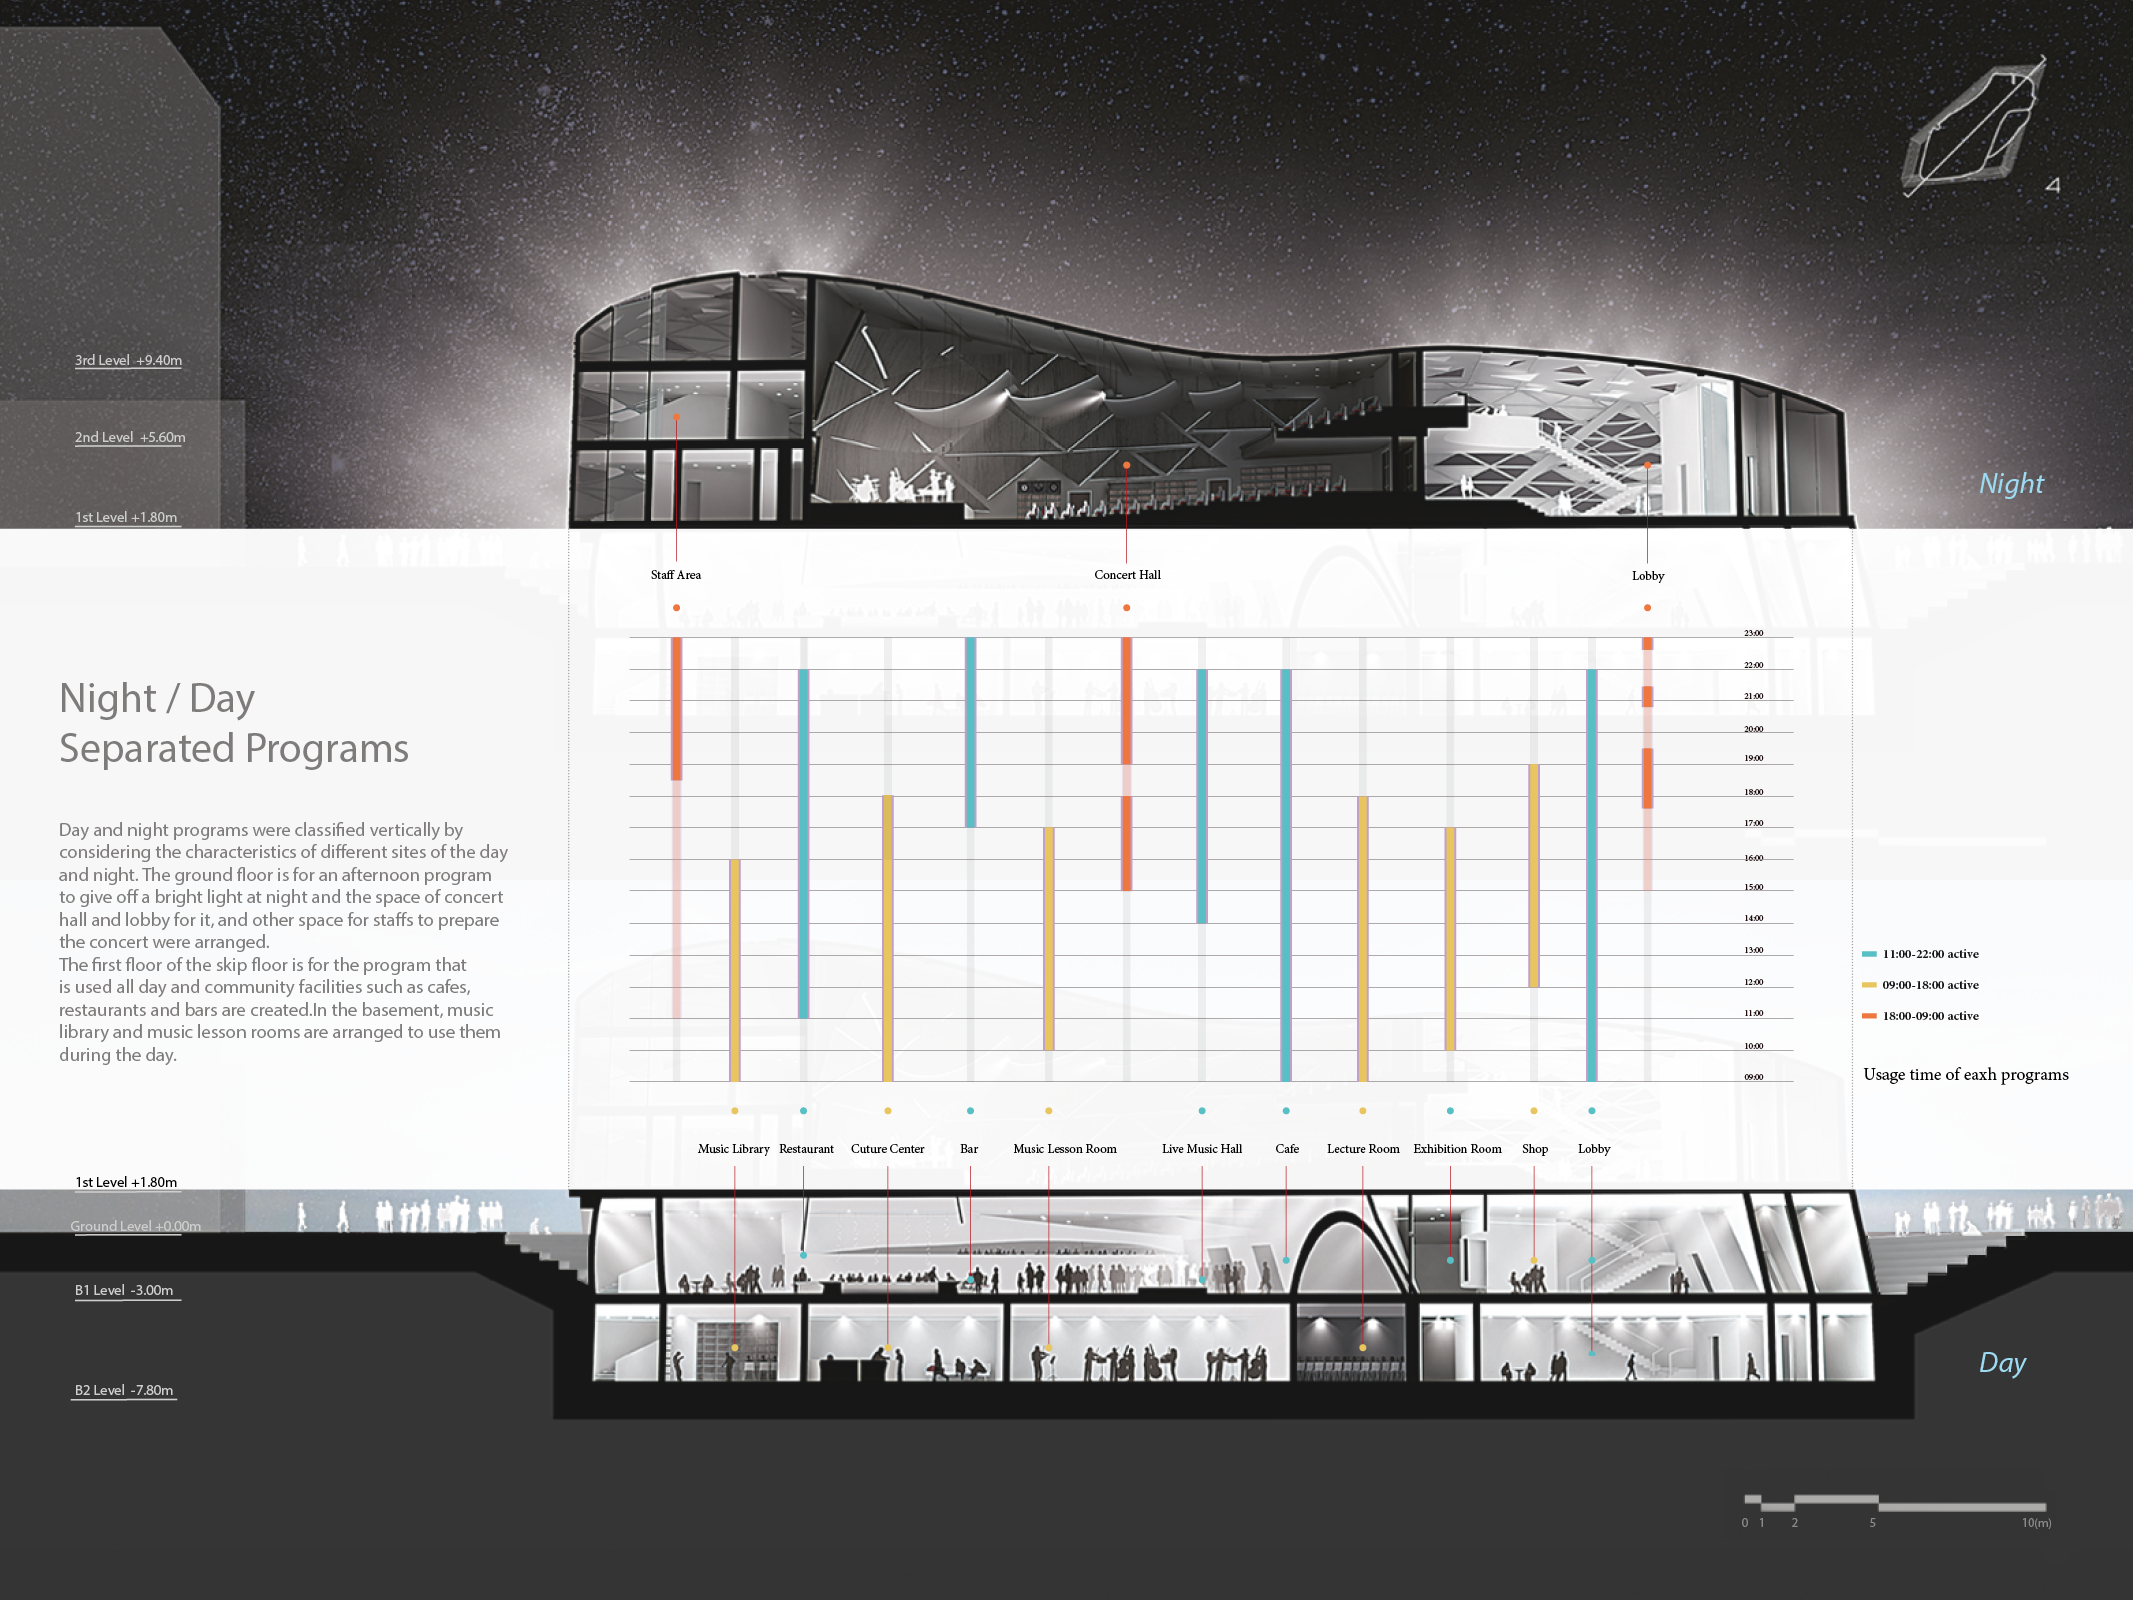 3rd Level +9.40m
2nd Level +5.60m
1st Level +1.80m
Night
Staff Area
Concert Hall
Lobby
23:00
22:00
21:00
20:00
19:00
18:00
17:00
16:00
15:00
14:00
13:00
12:00
11:00
10:00
09:00
Night / Day
Separated Programs
Day and night programs were classified vertically by
considering the characteristics of different sites of the day
and night. The ground floor is for an afternoon program
to give off a bright light at night and the space of concert
hall and lobby for it, and other space for staffs to prepare
the concert were arranged.
The first floor of the skip floor is for the program that
is used all day and community facilities such as cafes,
restaurants and bars are created.In the basement, music
library and music lesson rooms are arranged to use them
during the day.
11:00-22:00 active
09:00-18:00 active
18:00-09:00 active
Usage time of eaxh programs
Music Library
Restaurant
Cuture Center
Bar
Music Lesson Room
Live Music Hall
Cafe
Lecture Room
Exhibition Room
Shop
Lobby
1st Level +1.80m
Ground Level +0.00m
B1 Level -3.00m
B2 Level -7.80m
Day
0 1 2 5 10(m)